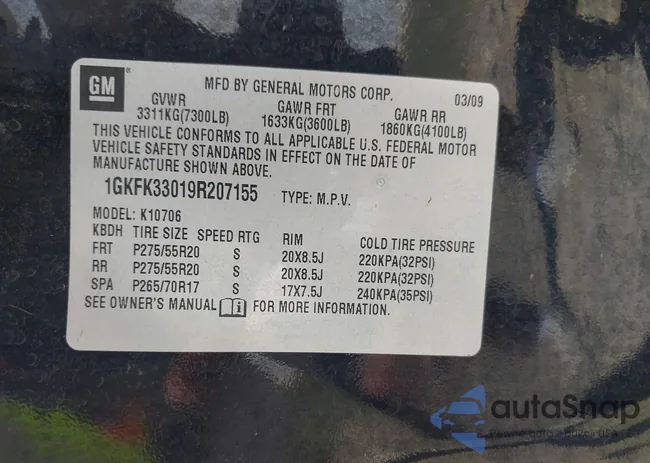 GM
MFD BY GENERAL MOTORS CORP. 03/09
GVWR GAWR FRT GAWR RR
3311KG(7300LB) 1633KG(3600LB) 1860KG(4100LB)
THIS VEHICLE CONFORMS TO ALL APPLICABLE U.S. FEDERAL MOTOR
VEHICLE SAFETY STANDARDS IN EFFECT ON THE DATE OF
MANUFACTURE SHOWN ABOVE.
1GKFK33019R207155 TYPE: M.P.V.
MODEL: K10706
KBDH TIRE SIZE SPEED RTG RIM COLD TIRE PRESSURE
FRT P275/55R20 S 20X8.5J 220KPA(32PSI)
RR P275/55R20 S 20X8.5J 220KPA(32PSI)
SPA P265/70R17 S 17X7.5J 240KPA(35PSI)
SEE OWNER'S MANUAL i FOR MORE INFORMATION.
autoSnap